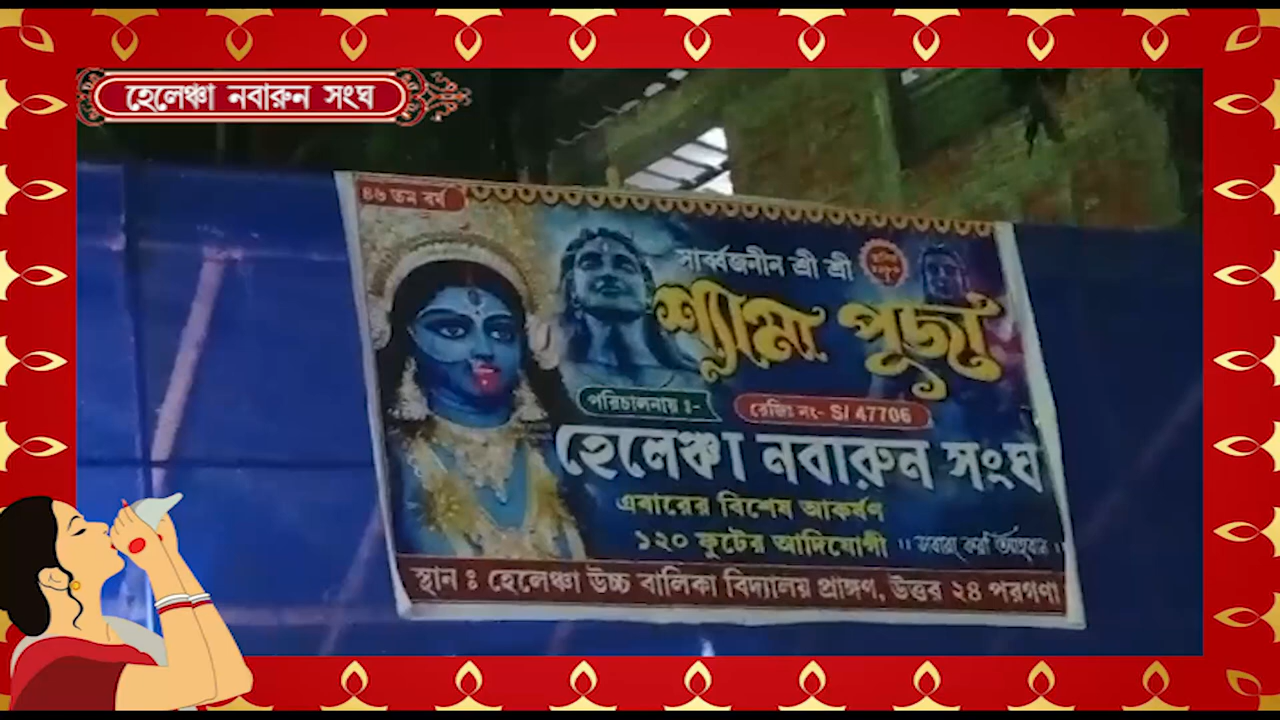 হেলেঞ্চা নবারুন সংঘ
৪৬ তম বর্ষ
সার্ব্বজনীন শ্রী শ্রী
শ্যামা পূজা
পরিচালনায় ঃ-
রেজিঃ নং- S/ 47706
হেলেঞ্চা নবারুন সংঘ
এবারের বিশেষ আকর্ষণ
১২০ ফুটের আদিযোগী
স্থান ঃ হেলেঞ্চা উচ্চ বালিকা বিদ্যালয় প্রাঙ্গণ, উত্তর ২৪ পরগণা